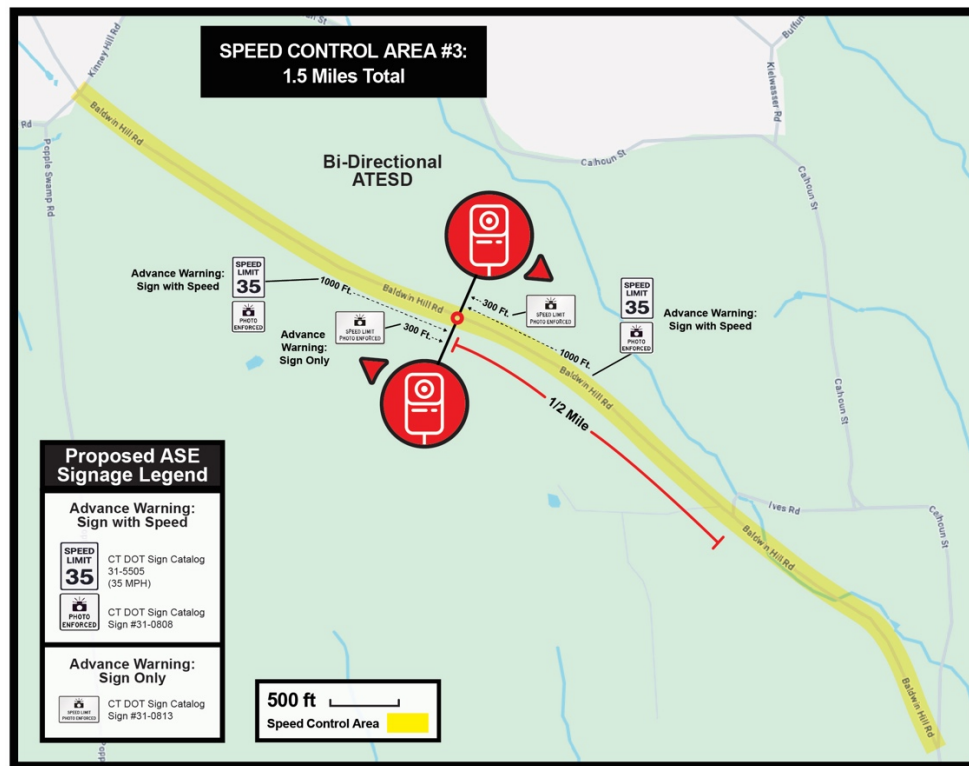 SPEED CONTROL AREA #3:
1.5 Miles Total
Kinney Hill Rd
Baldwin Hill Rd
Rd
Popple Swamp Rd
Calhoun St
Kielwasser Rd
Calhoun St
Bi-Directional
ATESD
Advance Warning:
Sign with Speed
SPEED
LIMIT
35
PHOTO
ENFORCED
1000 Ft.
Baldwin Hill Rd
300 Ft.
SPEED LIMIT
PHOTO ENFORCED
SPEED
LIMIT
35
PHOTO
ENFORCED
Advance Warning:
Sign with Speed
Advance
Warning:
Sign Only
SPEED LIMIT
PHOTO ENFORCED
300 Ft.
1000 Ft.
Baldwin Hill Rd
1/2 Mile
Calhoun St
Ives Rd
Calhoun St
Baldwin Hill Rd
Baldwin Hill Rd
Baldwin Hill Rd
Proposed ASE
Signage Legend
Advance Warning:
Sign with Speed
SPEED
LIMIT
35
CT DOT Sign Catalog
31-5505
(35 MPH)
PHOTO
ENFORCED
CT DOT Sign Catalog
Sign #31-0808
Advance Warning:
Sign Only
SPEED LIMIT
PHOTO ENFORCED
CT DOT Sign Catalog
Sign #31-0813
500 ft
Speed Control Area